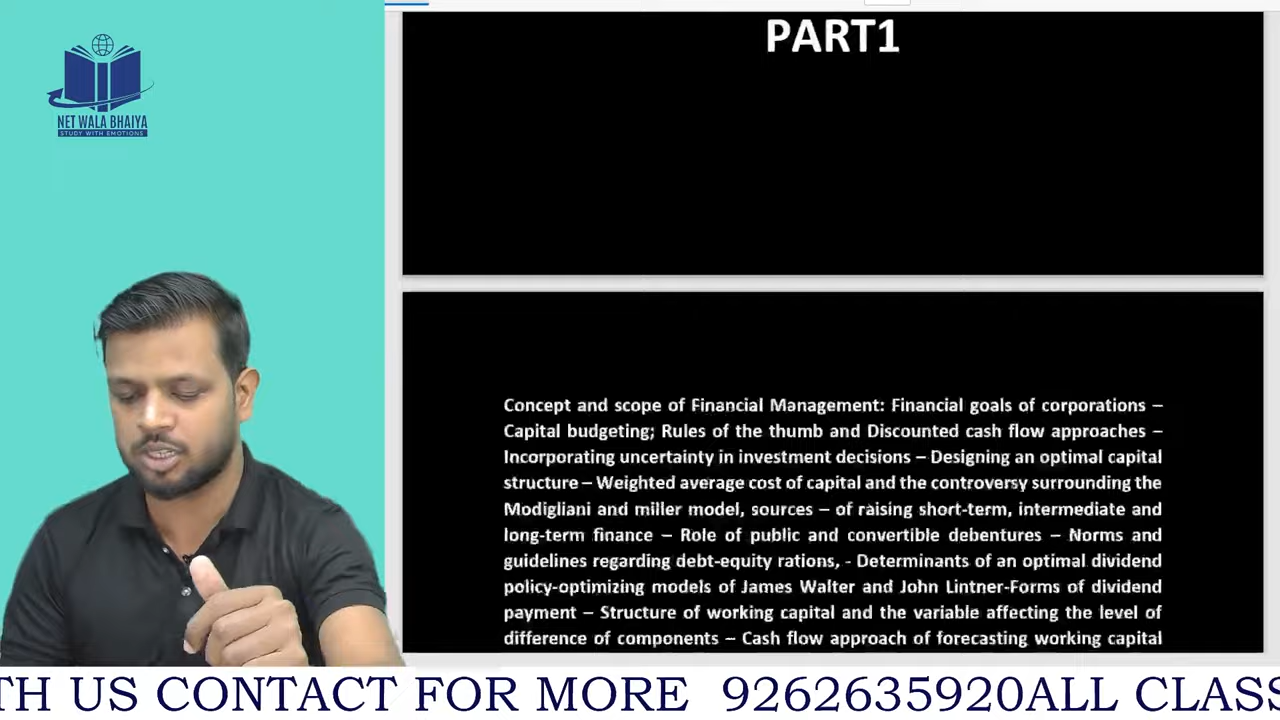 PART1
NET WALA BHAIYA
STUDY WITH EMOTIONS
Concept and scope of Financial Management: Financial goals of corporations –
Capital budgeting; Rules of the thumb and Discounted cash flow approaches –
Incorporating uncertainty in investment decisions – Designing an optimal capital
structure – Weighted average cost of capital and the controversy surrounding the
Modigliani and miller model, sources – of raising short-term, intermediate and
long-term finance – Role of public and convertible debentures – Norms and
guidelines regarding debt-equity rations, - Determinants of an optimal dividend
policy-optimizing models of James Walter and John Lintner-Forms of dividend
payment – Structure of working capital and the variable affecting the level of
difference of components – Cash flow approach of forecasting working capital
TH US CONTACT FOR MORE 9262635920ALL CLASS